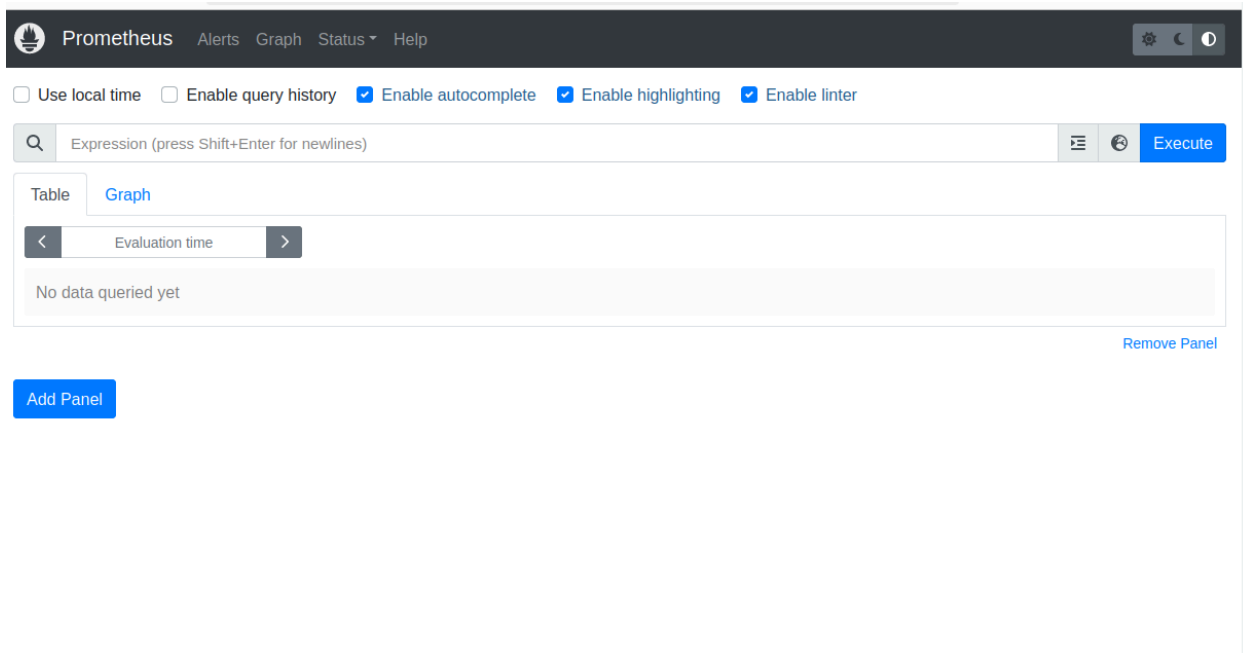 Prometheus Alerts Graph Status Help
Use local time Enable query history Enable autocomplete Enable highlighting Enable linter
Expression (press Shift+Enter for newlines) Execute
Table Graph
Evaluation time
No data queried yet
Remove Panel
Add Panel